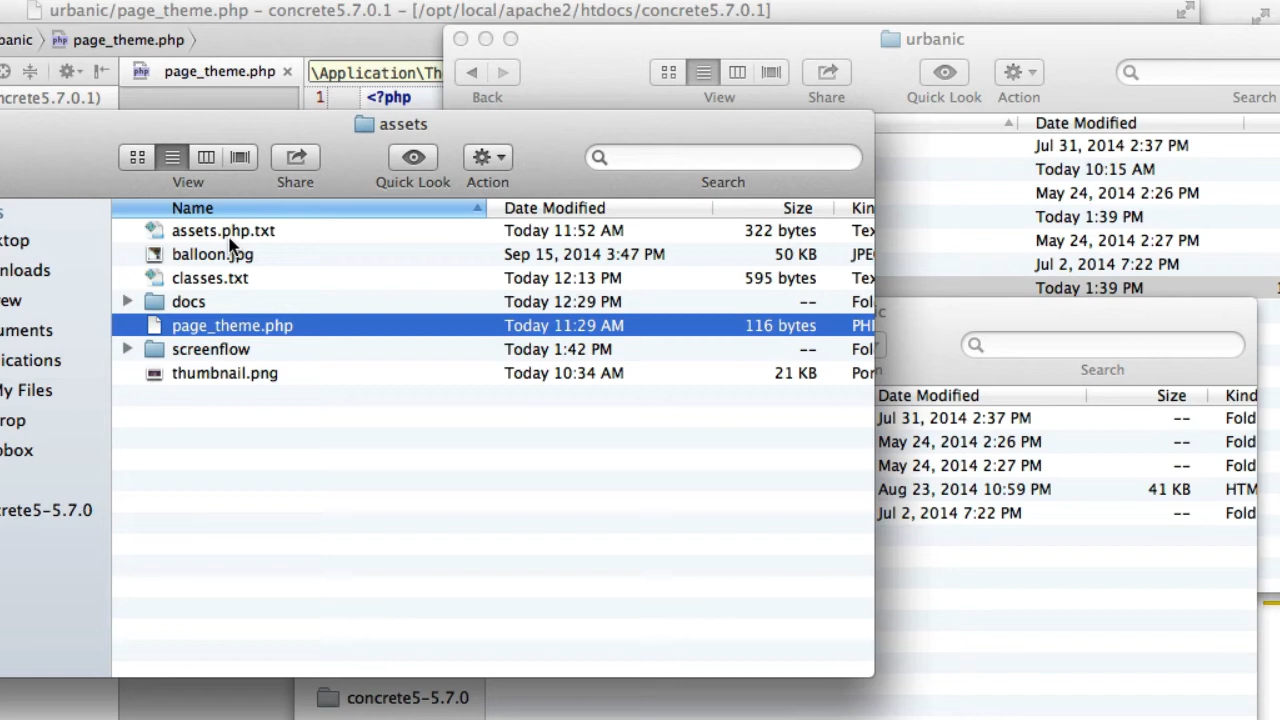 urbanic/page_theme.php – concrete5.7.0.1 – [/opt/local/apache2/htdocs/concrete5.7.0.1]
banic page_theme.php
page_theme.php
\Application\Th
ncrete5.7.0.1)
1 <?php
urbanic
Back View Share Quick Look Action Search
Date Modified
Jul 31, 2014 2:37 PM
Today 10:15 AM
May 24, 2014 2:26 PM
Today 1:39 PM
May 24, 2014 2:27 PM
Jul 2, 2014 7:22 PM
Today 1:39 PM
assets
View Share Quick Look Action Search
Name Date Modified Size Kin
assets.php.txt Today 11:52 AM 322 bytes Tex
balloon.jpg Sep 15, 2014 3:47 PM 50 KB JPE
classes.txt Today 12:13 PM 595 bytes Tex
docs Today 12:29 PM -- Fol
page_theme.php Today 11:29 AM 116 bytes PH
screenflow Today 1:42 PM -- Fol
thumbnail.png Today 10:34 AM 21 KB Por
s
ktop
nloads
ew
uments
ications
My Files
rop
pbox
rete5-5.7.0
c
n Search
Date Modified Size Kind
Jul 31, 2014 2:37 PM -- Fold
May 24, 2014 2:26 PM -- Fold
May 24, 2014 2:27 PM -- Fold
Aug 23, 2014 10:59 PM 41 KB HTM
Jul 2, 2014 7:22 PM -- Fold
concrete5-5.7.0